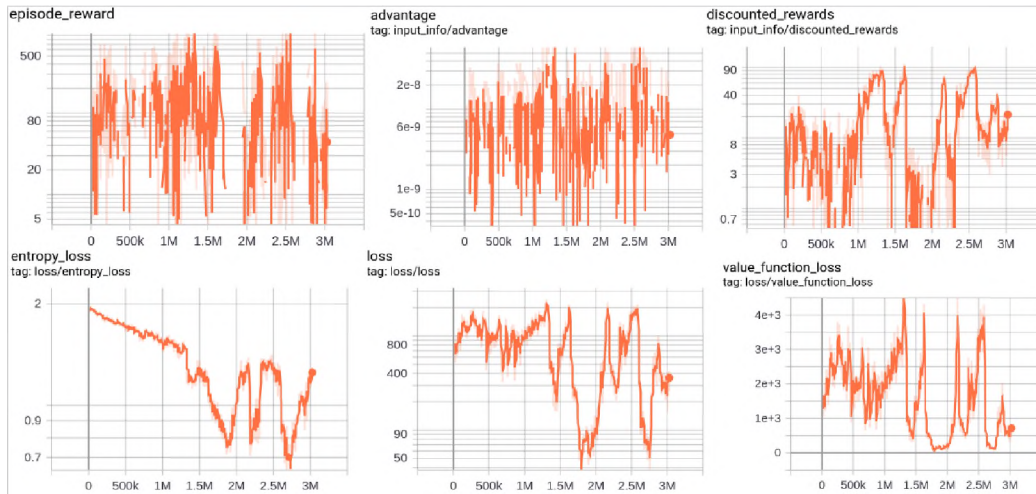 episode_reward
500
80
20
5
0 500k 1M 1.5M 2M 2.5M 3M
advantage
tag: input_info/advantage
2e-8
6e-9
1e-9
5e-10
0 500k 1M 1.5M 2M 2.5M 3M
discounted_rewards
tag: input_info/discounted_rewards
90
40
8
3
0.7
0 500k 1M 1.5M 2M 2.5M 3M
entropy_loss
tag: loss/entropy_loss
2
0.9
0.7
0 500k 1M 1.5M 2M 2.5M 3M
loss
tag: loss/loss
800
400
90
50
0 500k 1M 1.5M 2M 2.5M 3M
value_function_loss
tag: loss/value_function_loss
4e+3
3e+3
2e+3
1e+3
0
0 500k 1M 1.5M 2M 2.5M 3M